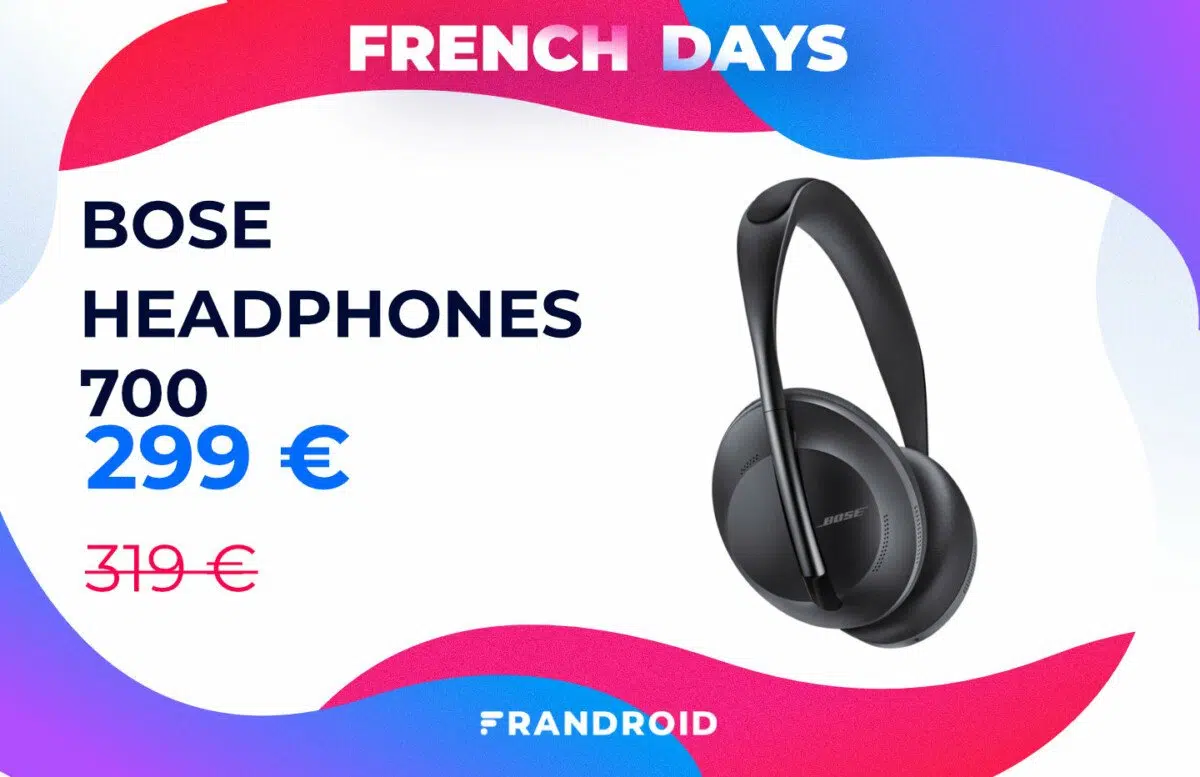 FRENCH DAYS
BOSE
HEADPHONES
700
299 €
319 €
BOSE
FRANDROID